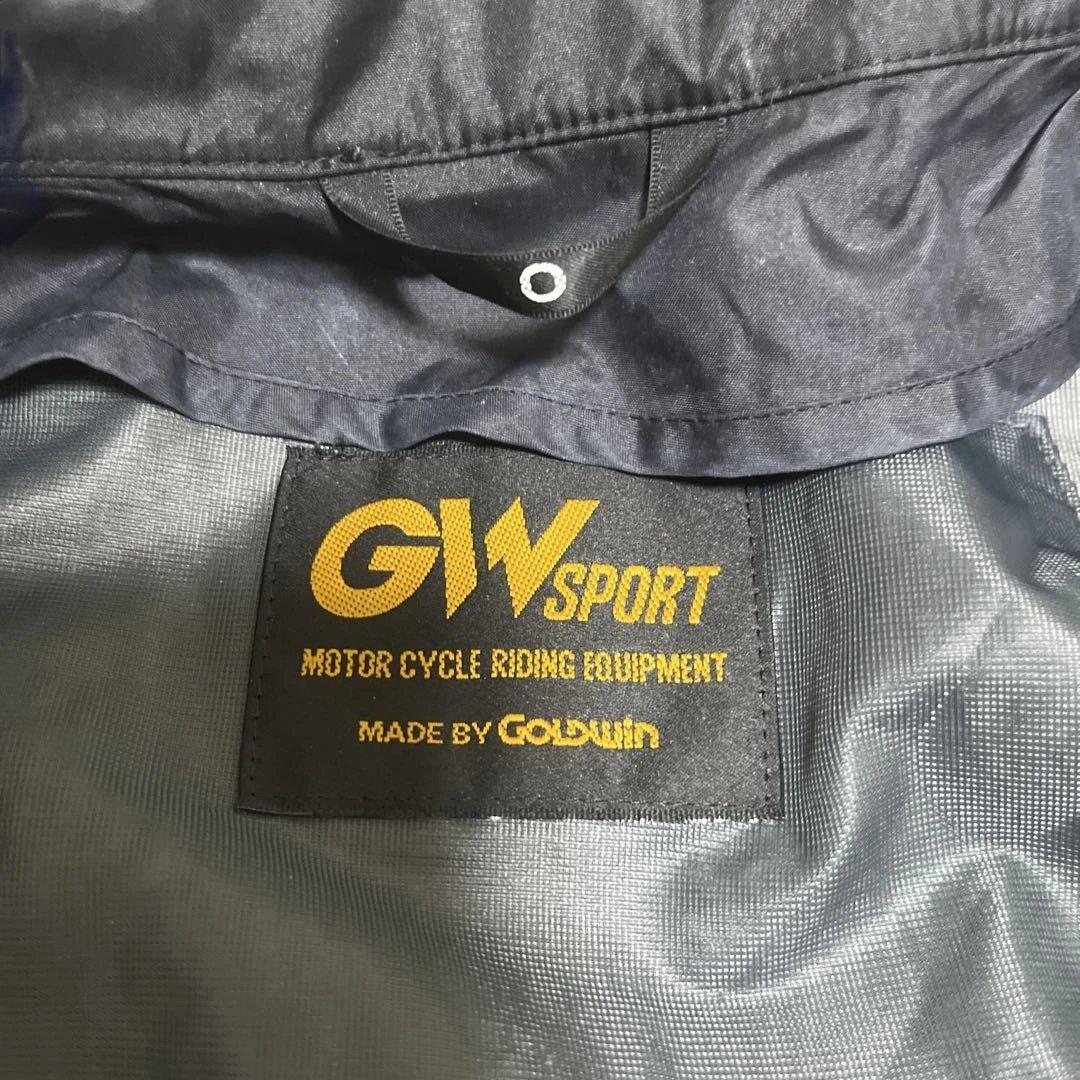 O
GW SPORT
MOTOR CYCLE RIDING EQUIPMENT
MADE BY GOLDWIN